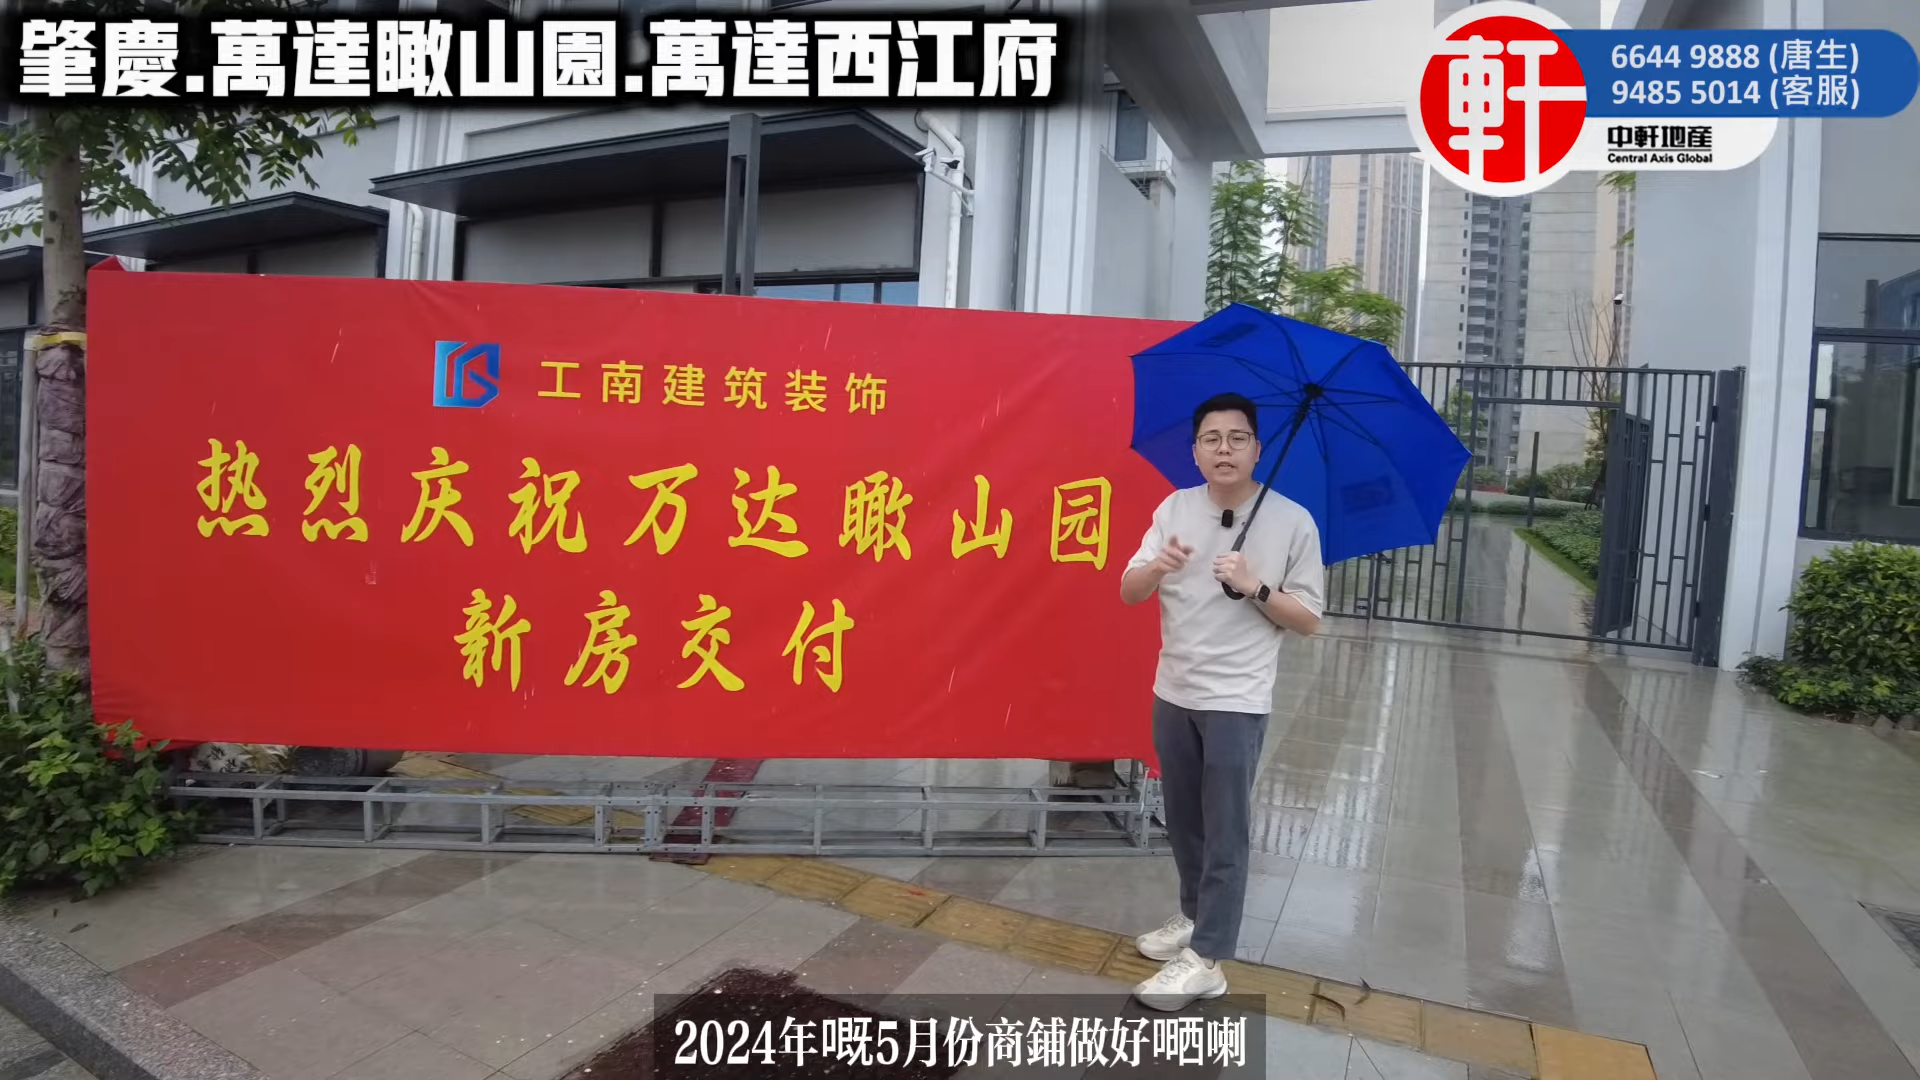 肇慶.萬達瞰山園.萬達西江府
軒
6644 9888 (唐生)
9485 5014 (客服)
中軒地產
Central Axis Global
工南建筑装饰
热烈庆祝万达瞰山园
新房交付
2024年嘅5月份商鋪做好晒喇